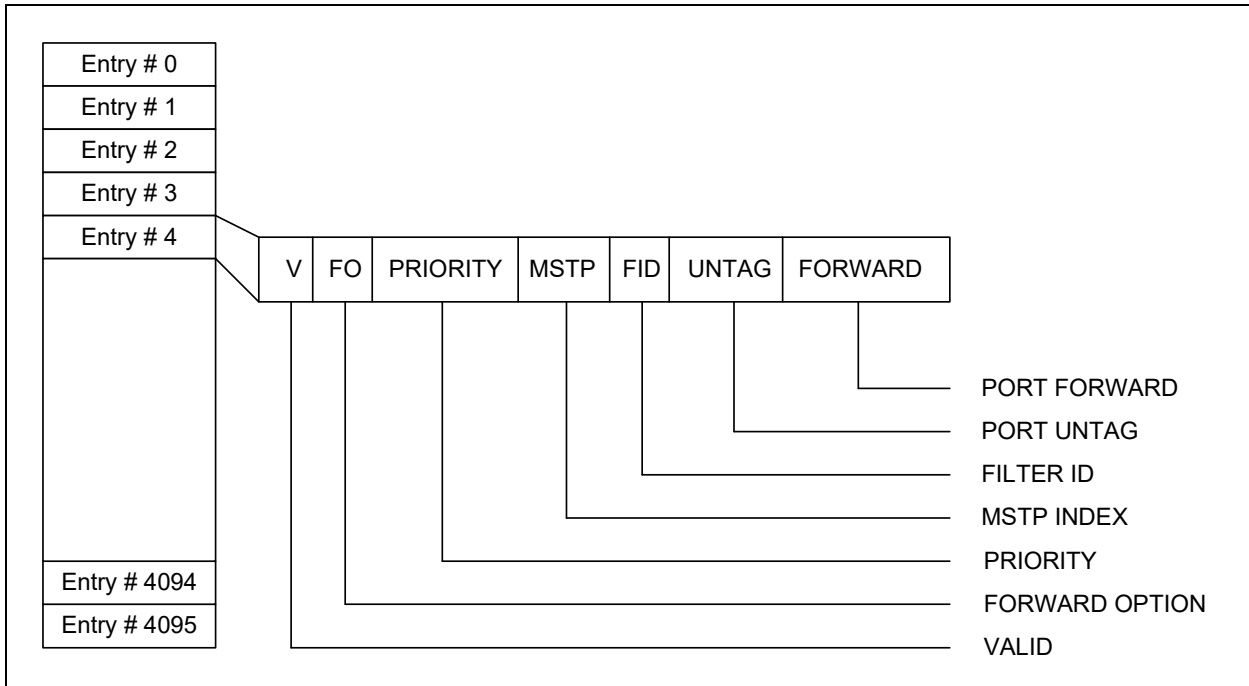 Entry # 0
Entry # 1
Entry # 2
Entry # 3
Entry # 4
V FO PRIORITY MSTP FID UNTAG FORWARD
PORT FORWARD
PORT UNTAG
FILTER ID
MSTP INDEX
PRIORITY
FORWARD OPTION
VALID
Entry # 4094
Entry # 4095